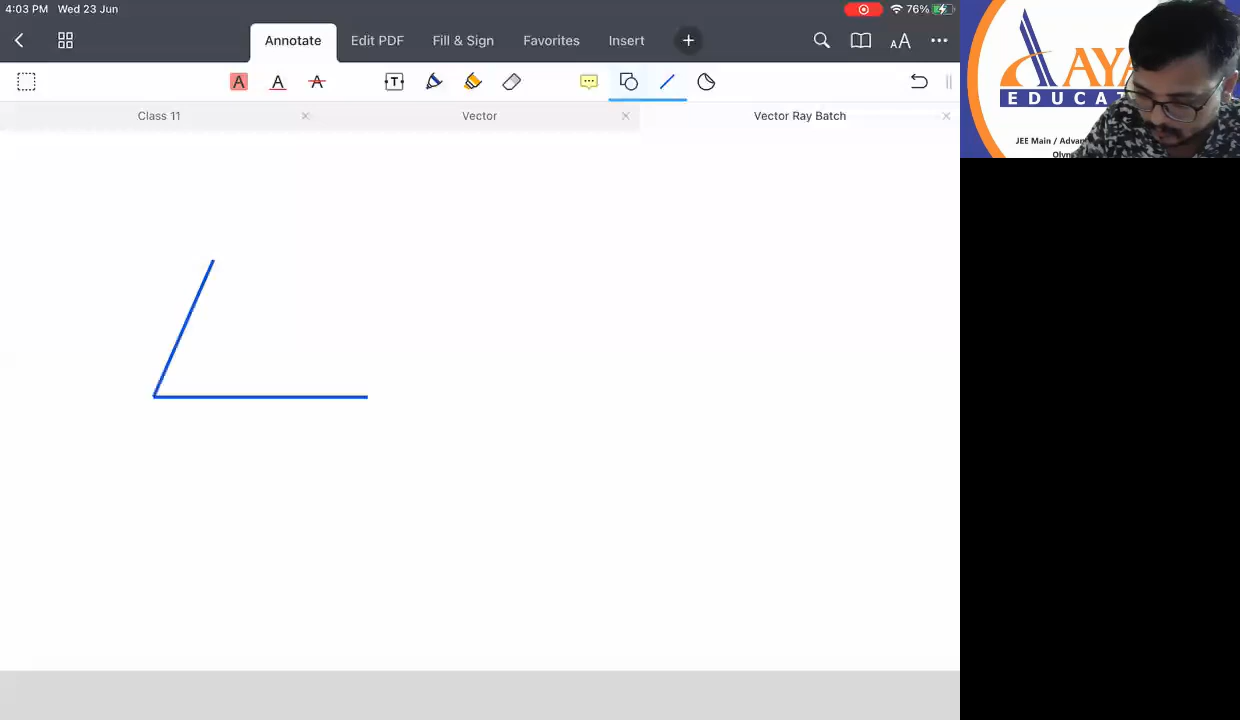 4:03 PM Wed 23 Jun 76%
Annotate Edit PDF Fill & Sign Favorites Insert
Class 11 Vector Vector Ray Batch
EDUCAT
JEE Main / Advan